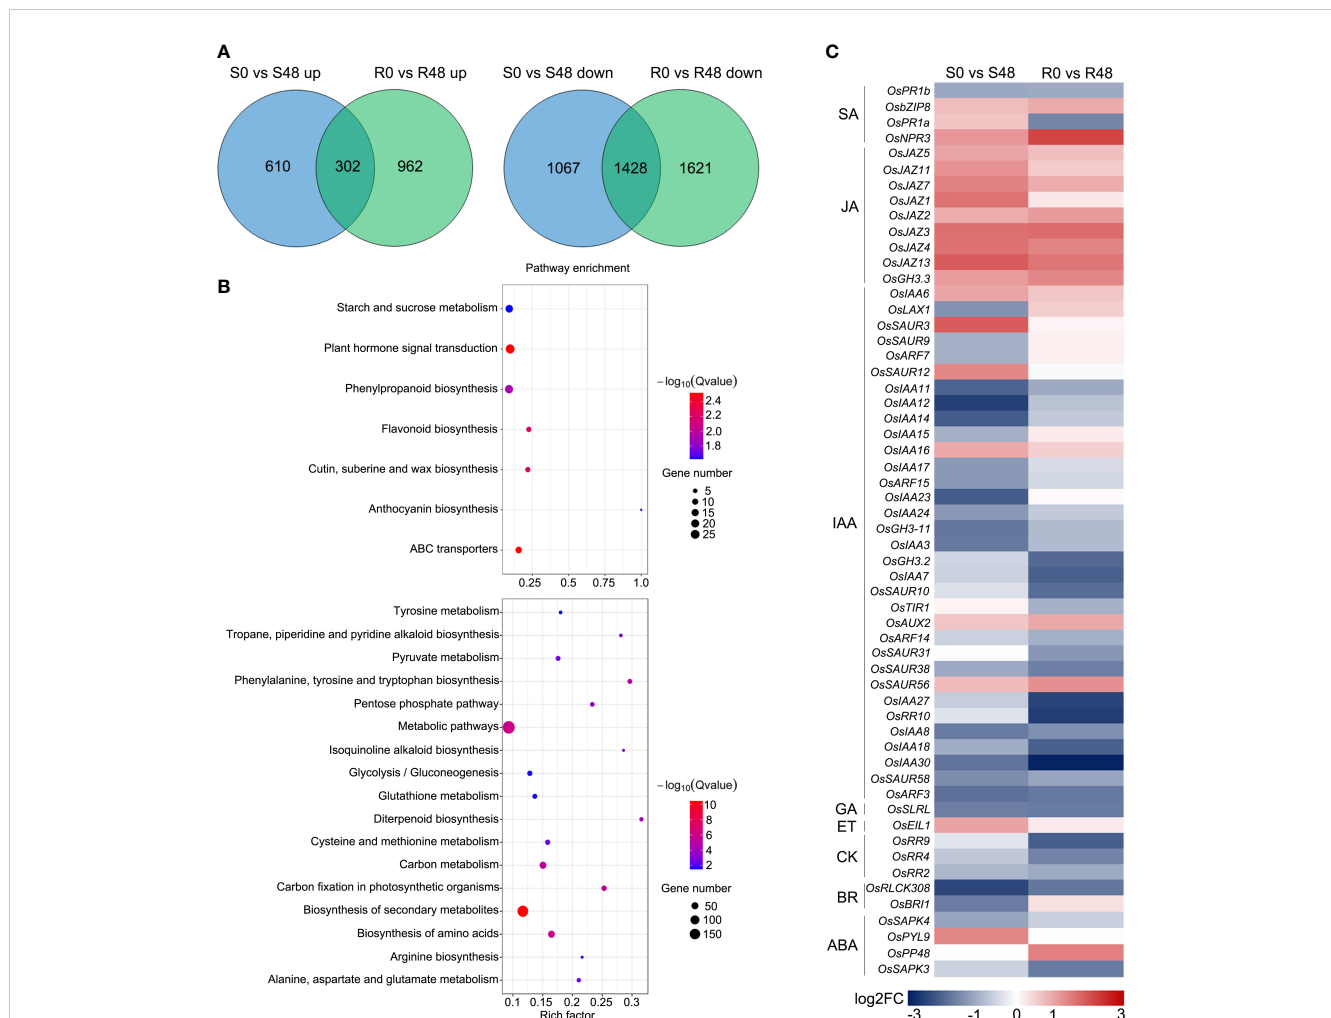 A
S0 vs S48 up
R0 vs R48 up
S0 vs S48 down
R0 vs R48 down
610
302
962
1067
1428
1621
B
Pathway enrichment
Starch and sucrose metabolism
Plant hormone signal transduction
Phenylpropanoid biosynthesis
Flavonoid biosynthesis
Cutin, suberine and wax biosynthesis
Anthocyanin biosynthesis
ABC transporters
0.25 0.5 0.75 1.0
−log10(Qvalue)
2.4
2.2
2.0
1.8
Gene number
5
10
15
20
25
Tyrosine metabolism
Tropane, piperidine and pyridine alkaloid biosynthesis
Pyruvate metabolism
Phenylalanine, tyrosine and tryptophan biosynthesis
Pentose phosphate pathway
Metabolic pathways
Isoquinoline alkaloid biosynthesis
Glycolysis / Gluconeogenesis
Glutathione metabolism
Diterpenoid biosynthesis
Cysteine and methionine metabolism
Carbon metabolism
Carbon fixation in photosynthetic organisms
Biosynthesis of secondary metabolites
Biosynthesis of amino acids
Arginine biosynthesis
Alanine, aspartate and glutamate metabolism
0.1 0.15 0.2 0.25 0.3
Rich factor
−log10(Qvalue)
10
8
6
4
2
Gene number
50
100
150
C
S0 vs S48 R0 vs R48
SA
OsPR1b
OsbZIP8
OsPR1a
OsNPR3
JA
OsJAZ5
OsJAZ11
OsJAZ7
OsJAZ1
OsJAZ2
OsJAZ3
OsJAZ4
OsJAZ13
OsGH3.3
IAA
OsIAA6
OsLAX1
OsSAUR3
OsSAUR9
OsARF7
OsSAUR12
OsIAA11
OsIAA12
OsIAA14
OsIAA15
OsIAA16
OsIAA17
OsARF15
OsIAA23
OsIAA24
OsGH3-11
OsIAA3
OsGH3.2
OsIAA7
OsSAUR10
OsTIR1
OsAUX2
OsARF14
OsSAUR31
OsSAUR38
OsSAUR56
OsIAA27
OsRR10
OsIAA8
OsIAA18
OsIAA30
OsSAUR58
OsARF3
GA
OsSLRL
ET
OsEIL1
CK
OsRR9
OsRR4
OsRR2
BR
OsRLCK308
OsBRI1
ABA
OsSAPK4
OsPYL9
OsPP48
OsSAPK3
log2FC
-3 -1 0 1 3